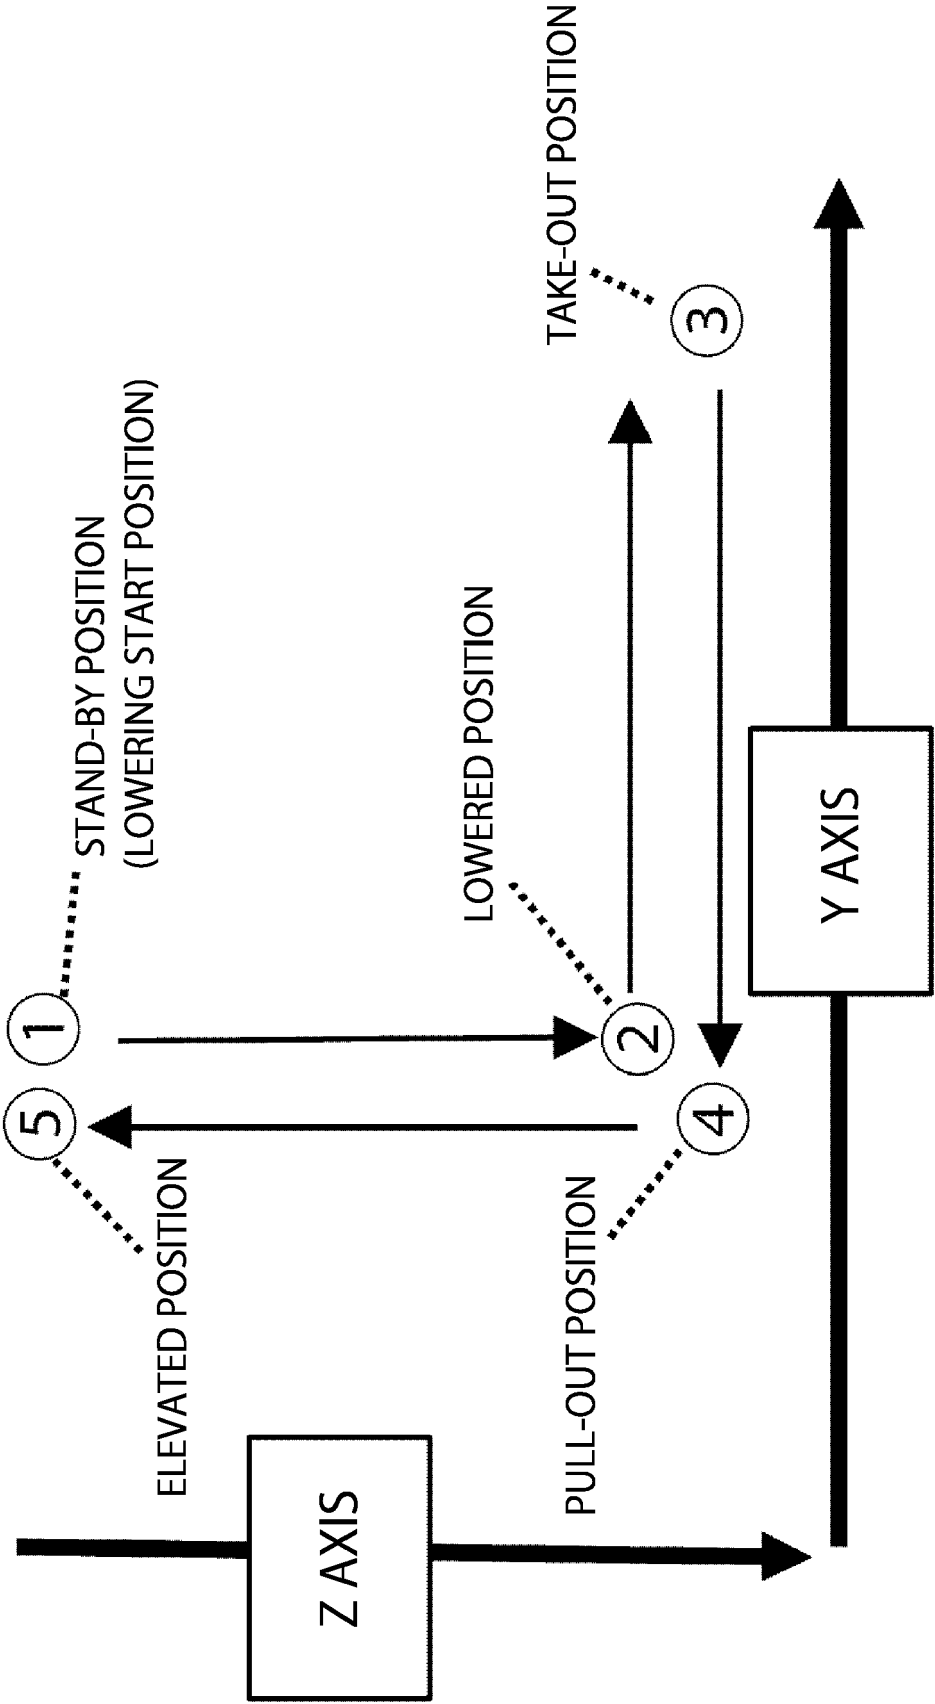 5
1
STAND-BY POSITION
(LOWERING START POSITION)
ELEVATED POSITION
Z AXIS
LOWERED POSITION
PULL-OUT POSITION
TAKE-OUT POSITION
2
4
3
Y AXIS